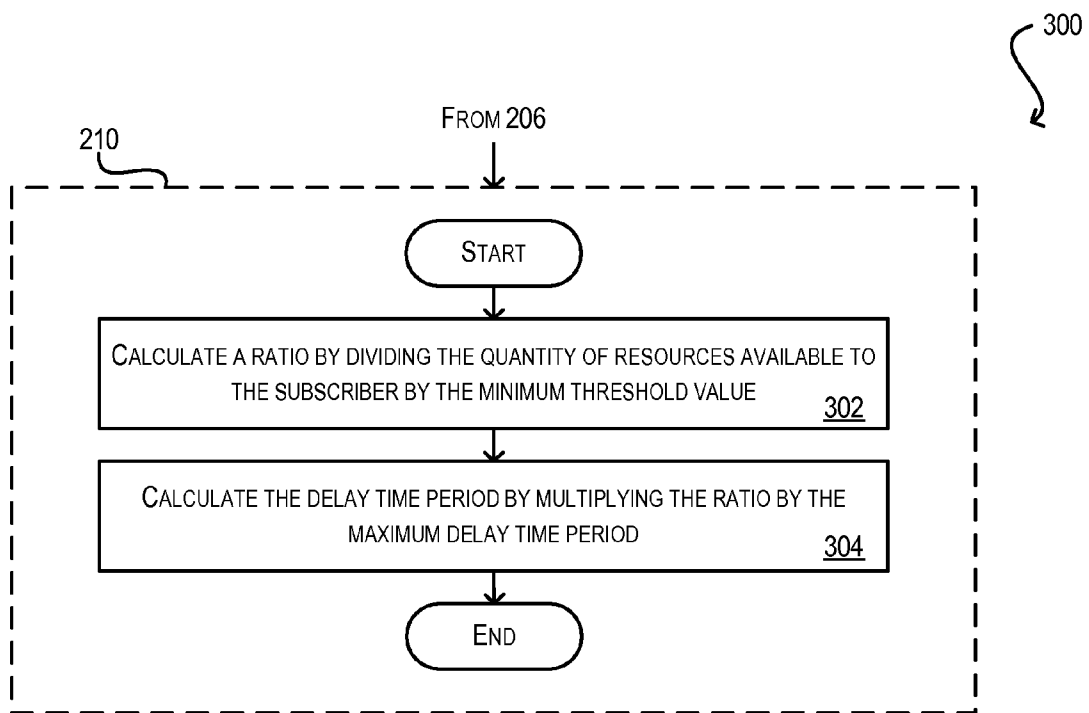 300
FROM 206
210
START
CALCULATE A RATIO BY DIVIDING THE QUANTITY OF RESOURCES AVAILABLE TO
THE SUBSCRIBER BY THE MINIMUM THRESHOLD VALUE
302
CALCULATE THE DELAY TIME PERIOD BY MULTIPLYING THE RATIO BY THE
MAXIMUM DELAY TIME PERIOD
304
END